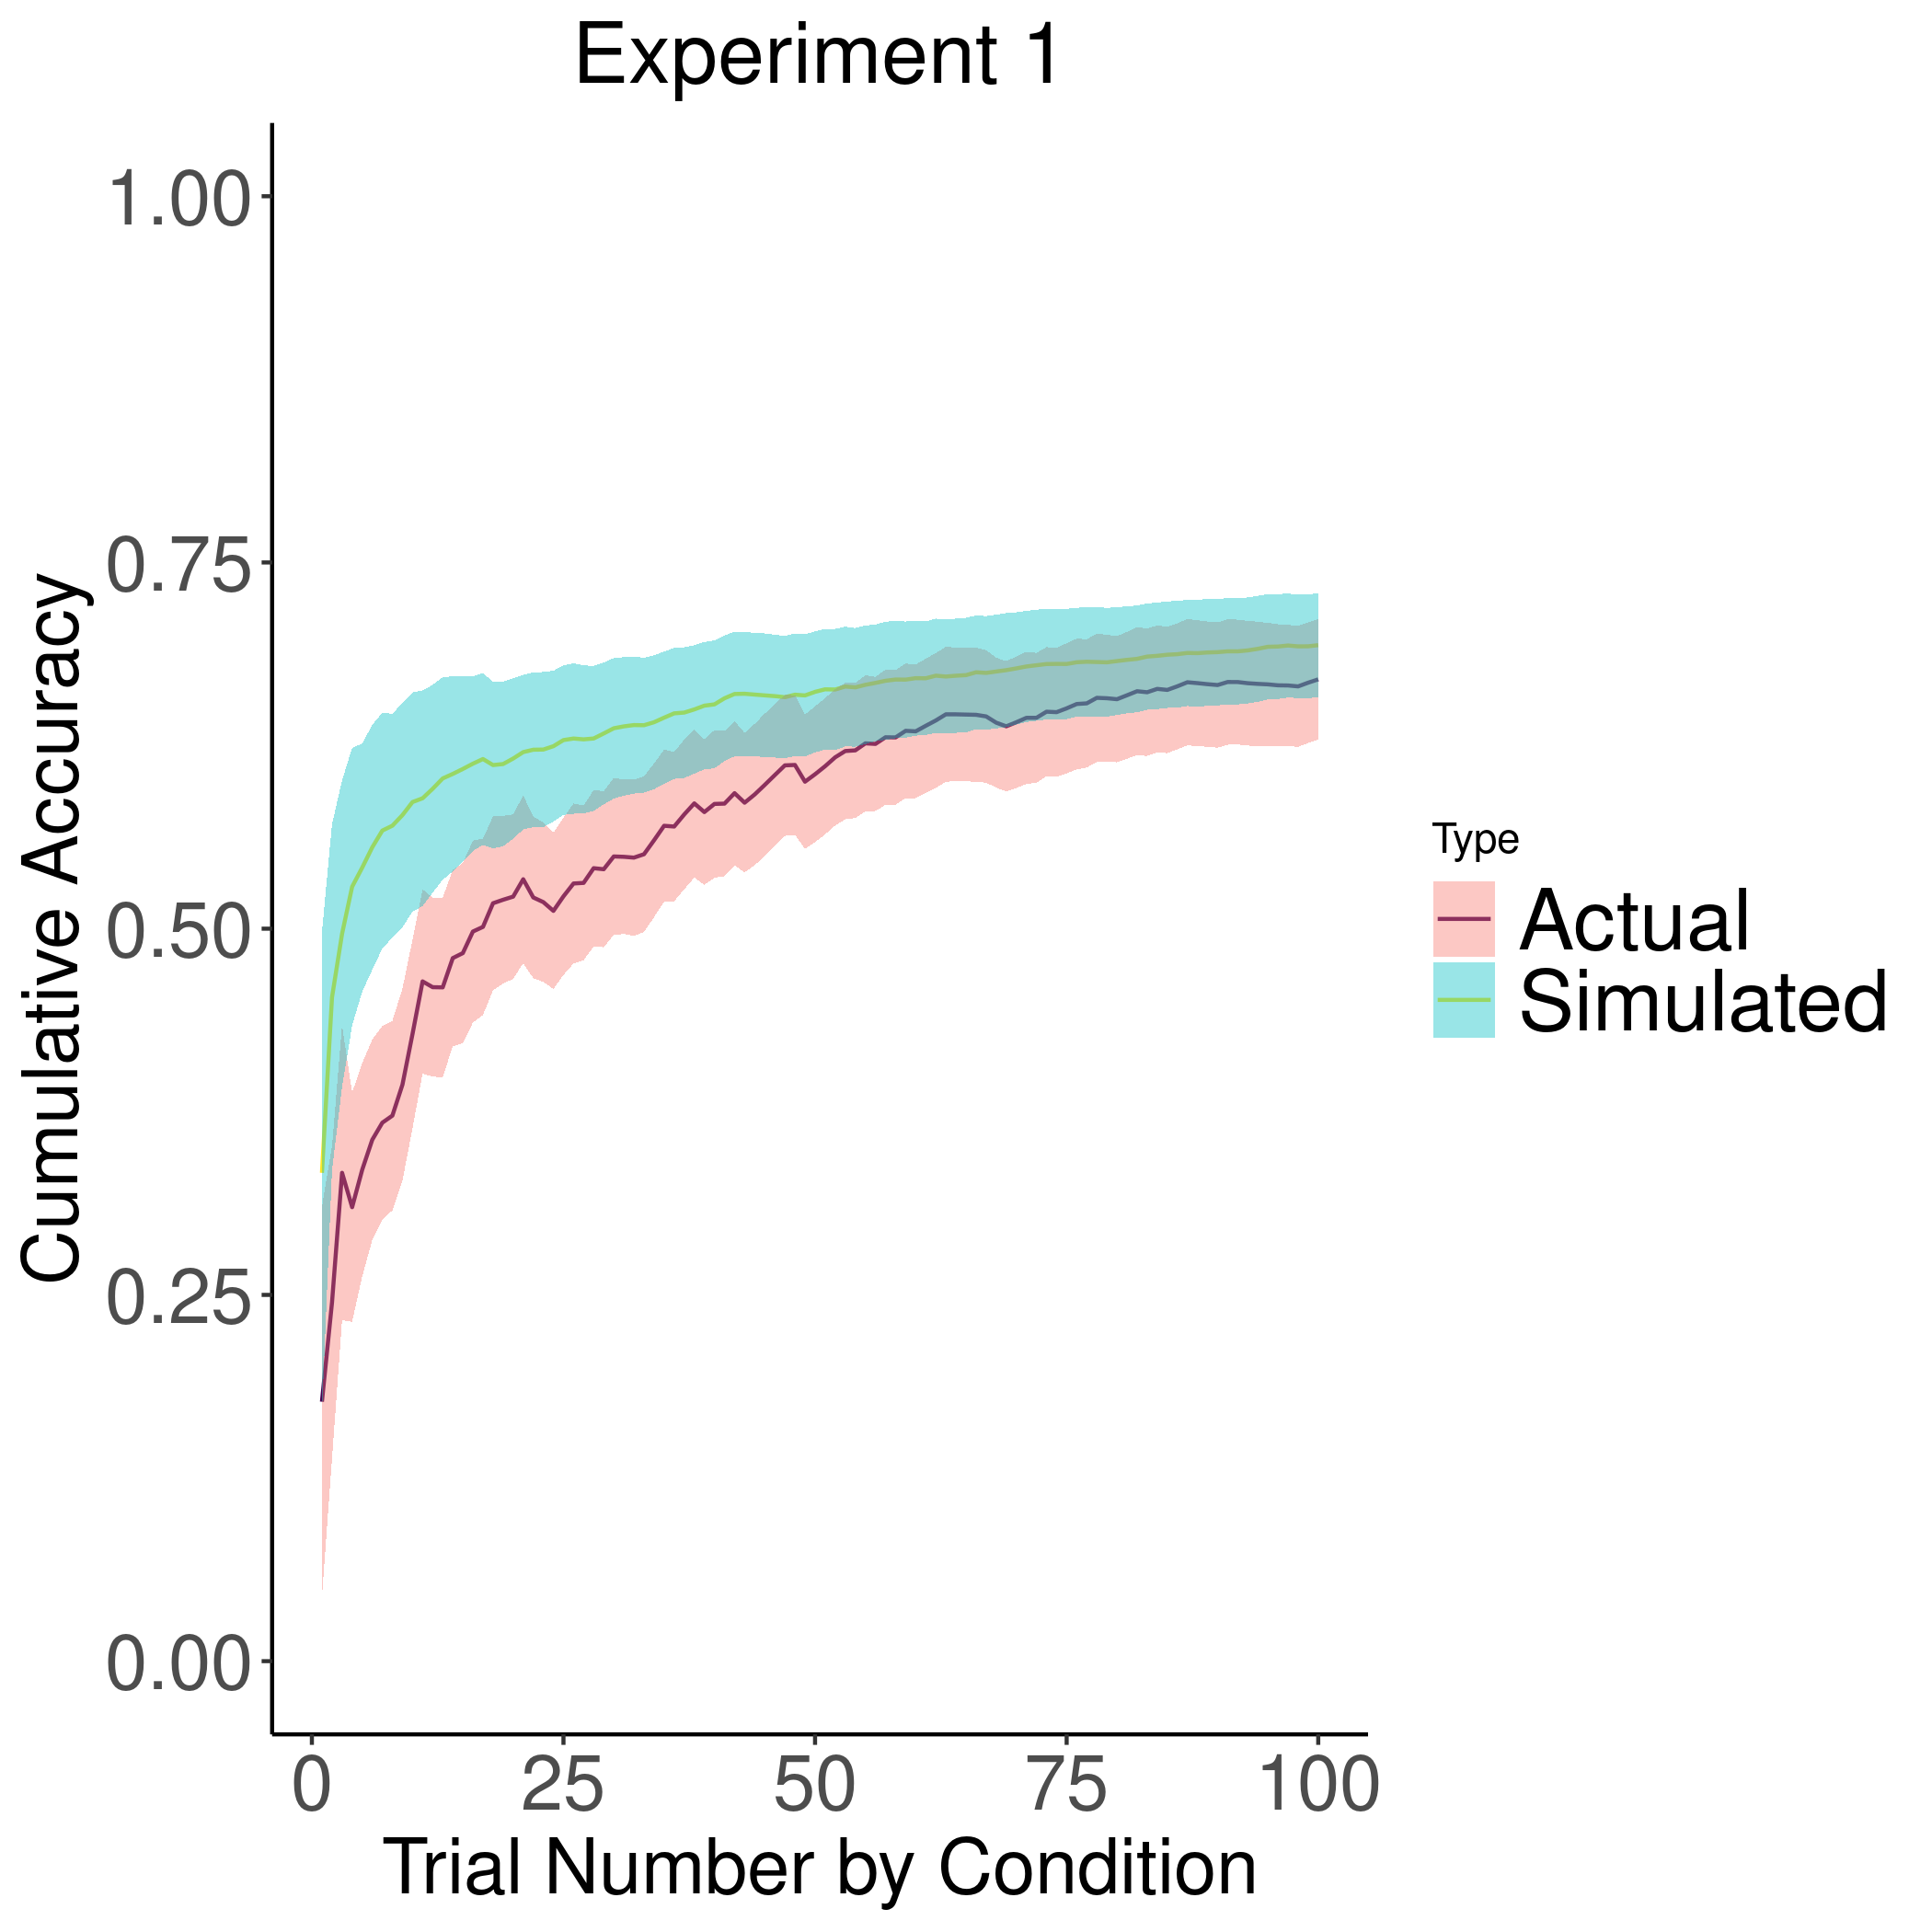 Experiment 1
Cumulative Accuracy
1.00
0.75
0.50
0.25
0.00
0 25 50 75 100
Trial Number by Condition
Type
Actual
Simulated